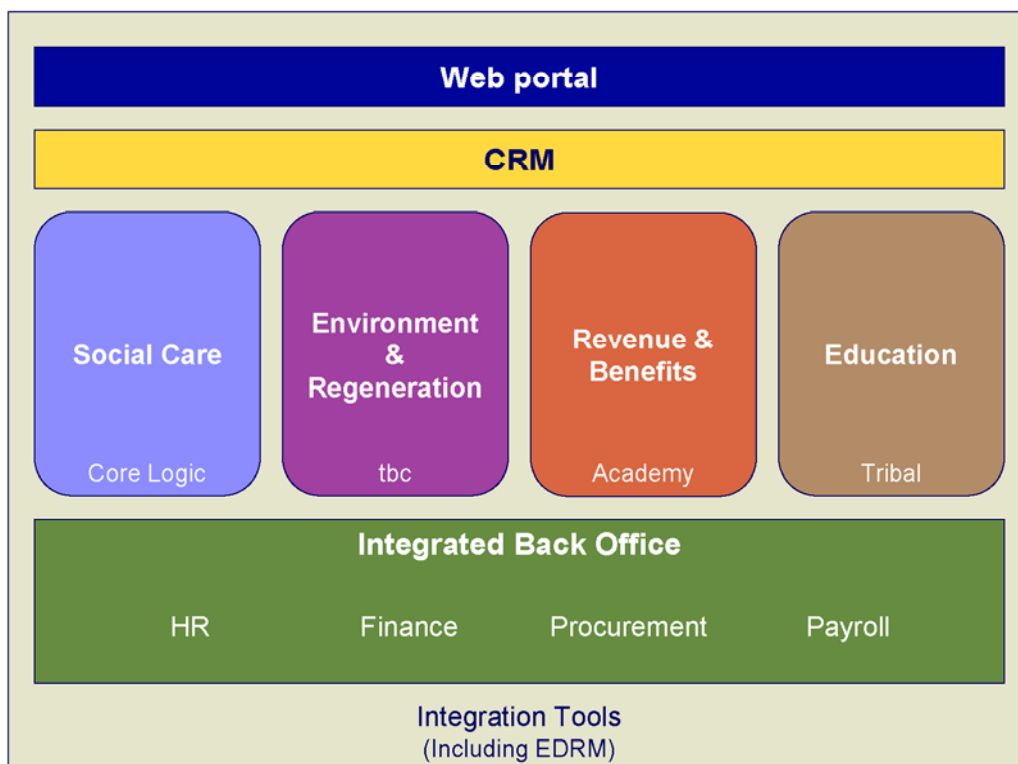 Web portal
CRM
Social Care
Core Logic
Environment
&
Regeneration
tbc
Revenue &
Benefits
Academy
Education
Tribal
Integrated Back Office
HR Finance Procurement Payroll
Integration Tools
(Including EDRM)